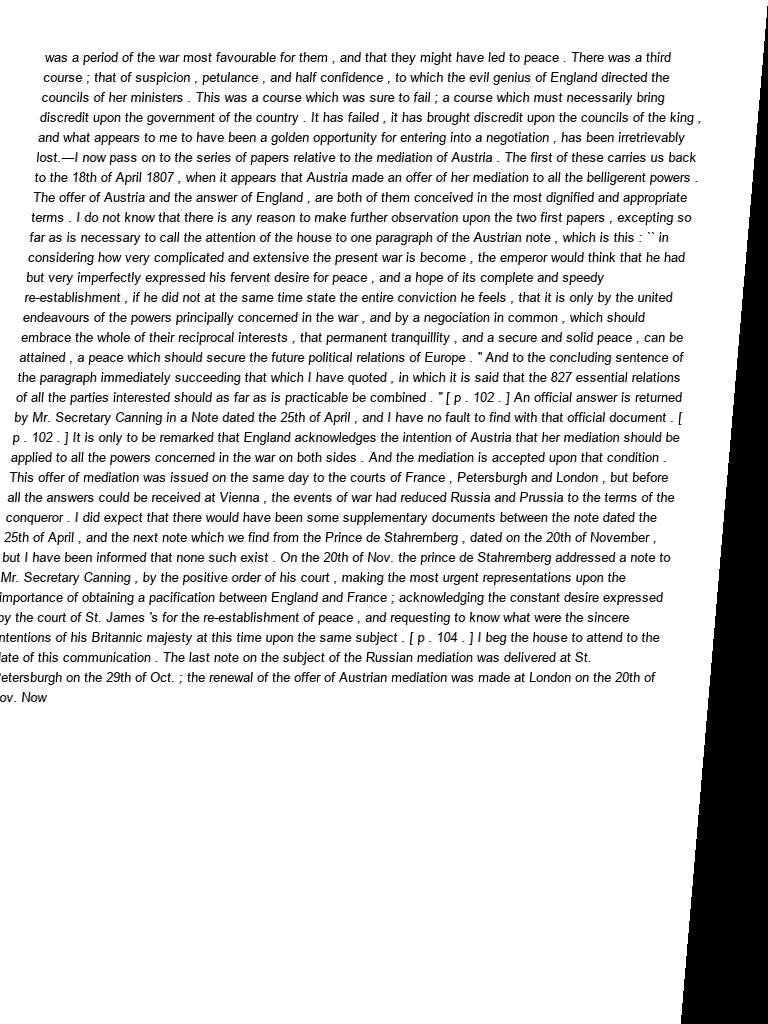 was a period of the war most favourable for them , and that they might have led to peace . There was a third
course ; that of suspicion , petulance , and half confidence , to which the evil genius of England directed the
councils of her ministers . This was a course which was sure to fail ; a course which must necessarily bring
discredit upon the government of the country . It has failed , it has brought discredit upon the councils of the king ,
and what appears to me to have been a golden opportunity for entering into a negotiation , has been irretrievably
lost.—I now pass on to the series of papers relative to the mediation of Austria . The first of these carries us back
to the 18th of April 1807 , when it appears that Austria made an offer of her mediation to all the belligerent powers .
The offer of Austria and the answer of England , are both of them conceived in the most dignified and appropriate
terms . I do not know that there is any reason to make further observation upon the two first papers , excepting so
far as is necessary to call the attention of the house to one paragraph of the Austrian note , which is this : `` in
considering how very complicated and extensive the present war is become , the emperor would think that he had
but very imperfectly expressed his fervent desire for peace , and a hope of its complete and speedy
re-establishment , if he did not at the same time state the entire conviction he feels , that it is only by the united
endeavours of the powers principally concerned in the war , and by a negociation in common , which should
embrace the whole of their reciprocal interests , that permanent tranquillity , and a secure and solid peace , can be
attained , a peace which should secure the future political relations of Europe . " And to the concluding sentence of
the paragraph immediately succeeding that which I have quoted , in which it is said that the 827 essential relations
of all the parties interested should as far as is practicable be combined . " [ p . 102 . ] An official answer is returned
by Mr. Secretary Canning in a Note dated the 25th of April , and I have no fault to find with that official document . [
p . 102 . ] It is only to be remarked that England acknowledges the intention of Austria that her mediation should be
applied to all the powers concerned in the war on both sides . And the mediation is accepted upon that condition .
This offer of mediation was issued on the same day to the courts of France , Petersburgh and London , but before
all the answers could be received at Vienna , the events of war had reduced Russia and Prussia to the terms of the
conqueror . I did expect that there would have been some supplementary documents between the note dated the
25th of April , and the next note which we find from the Prince de Stahremberg , dated on the 20th of November ,
but I have been informed that none such exist . On the 20th of Nov. the prince de Stahremberg addressed a note to
Mr. Secretary Canning , by the positive order of his court , making the most urgent representations upon the
importance of obtaining a pacification between England and France ; acknowledging the constant desire expressed
by the court of St. James 's for the re-establishment of peace , and requesting to know what were the sincere
ntentions of his Britannic majesty at this time upon the same subject . [ p . 104 . ] I beg the house to attend to the
ate of this communication . The last note on the subject of the Russian mediation was delivered at St.
etersburgh on the 29th of Oct. ; the renewal of the offer of Austrian mediation was made at London on the 20th of
ov. Now